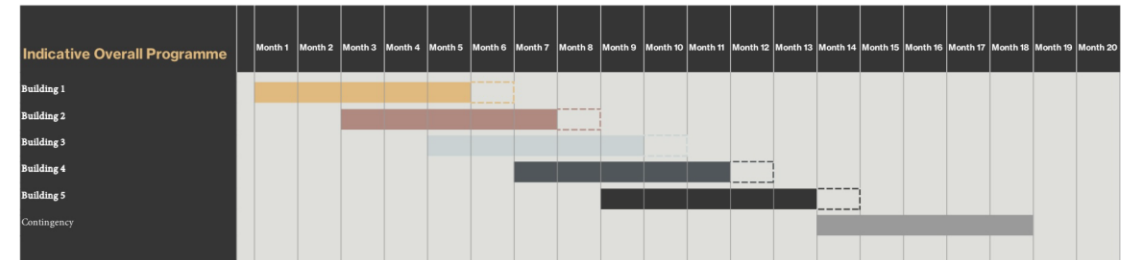 Indicative Overall Programme Month 1 Month 2 Month 3 Month 4 Month 5 Month 6 Month 7 Month 8 Month 9 Month 10 Month 11 Month 12 Month 13 Month 14 Month 15 Month 16 Month 17 Month 18 Month 19 Month 20
Building 1
Building 2
Building 3
Building 4
Building 5
Contingency